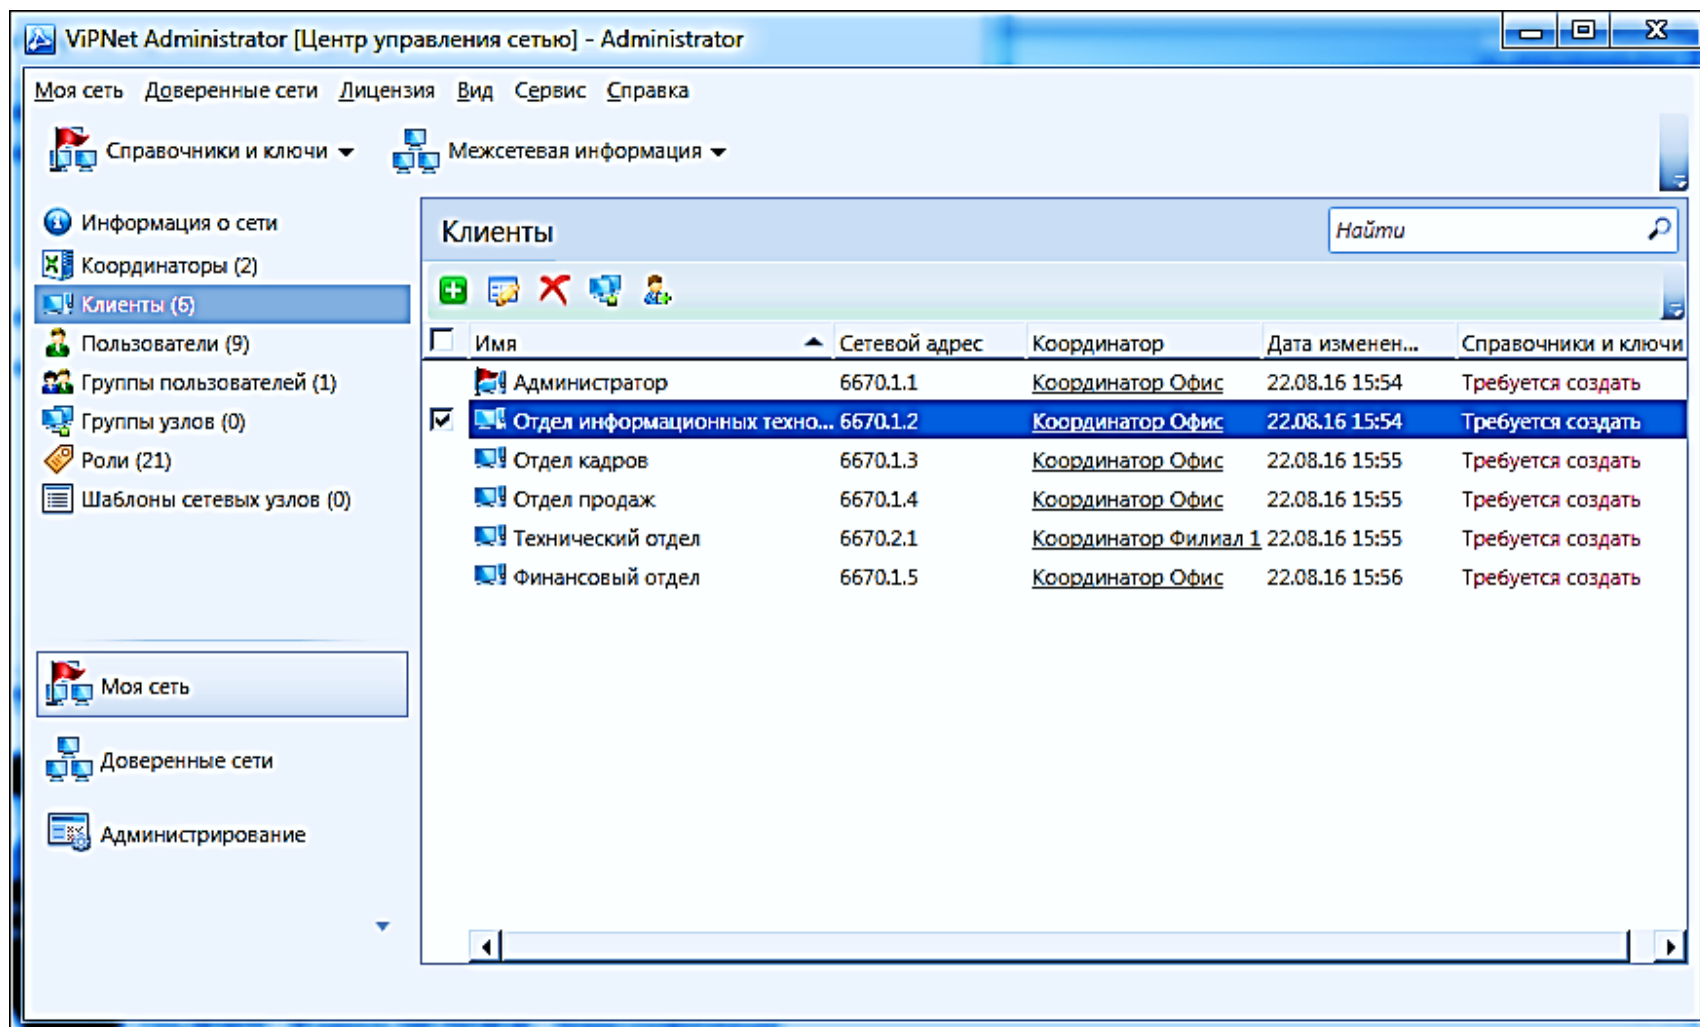 ViPNet Administrator [Центр управления сетью] - Administrator
Моя сеть Доверенные сети Лицензия Вид Сервис Справка
Справочники и ключи Межсетевая информация
Информация о сети
Координаторы (2)
Клиенты (6)
Пользователи (9)
Группы пользователей (1)
Группы узлов (0)
Роли (21)
Шаблоны сетевых узлов (0)
Моя сеть
Доверенные сети
Администрирование
Клиенты
Найти
Имя Сетевой адрес Координатор Дата изменен... Справочники и ключи
Администратор 6670.1.1 Координатор Офис 22.08.16 15:54 Требуется создать
Отдел информационных техно... 6670.1.2 Координатор Офис 22.08.16 15:54 Требуется создать
Отдел кадров 6670.1.3 Координатор Офис 22.08.16 15:55 Требуется создать
Отдел продаж 6670.1.4 Координатор Офис 22.08.16 15:55 Требуется создать
Технический отдел 6670.2.1 Координатор Филиал 1 22.08.16 15:55 Требуется создать
Финансовый отдел 6670.1.5 Координатор Офис 22.08.16 15:56 Требуется создать